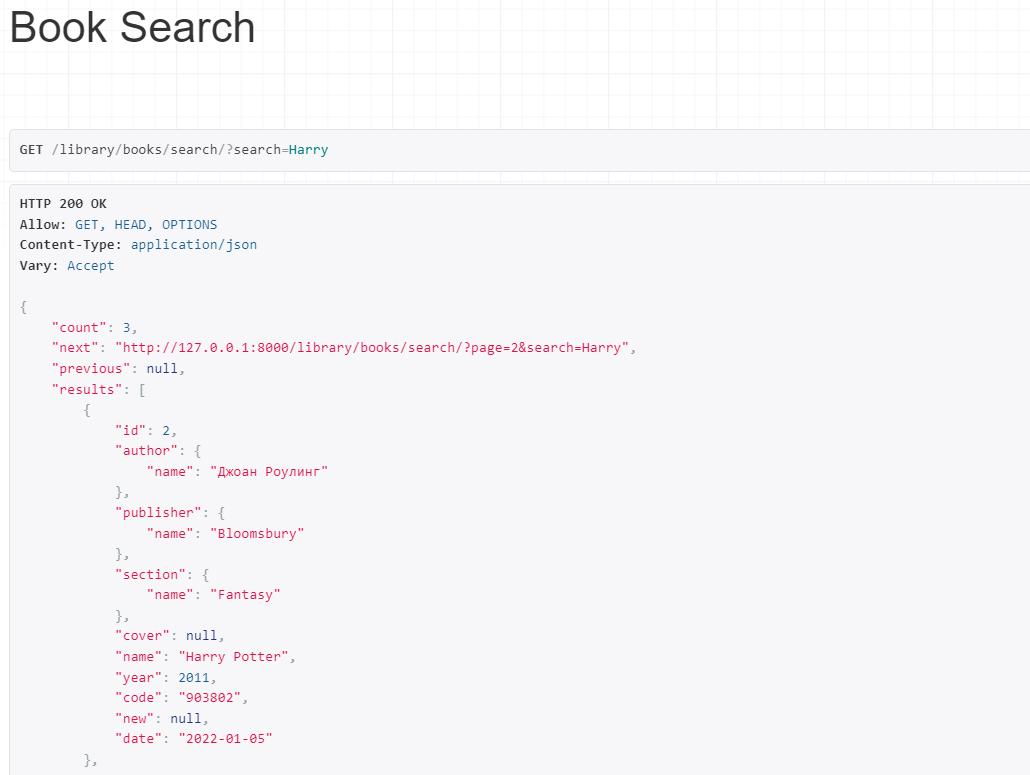 Book Search
GET /library/books/search/?search=Harry
HTTP 200 OK
Allow: GET, HEAD, OPTIONS
Content-Type: application/json
Vary: Accept
{
"count": 3,
"next": "http://127.0.0.1:8000/library/books/search/?page=2&search=Harry",
"previous": null,
"results": [
{
"id": 2,
"author": {
"name": "Джоан Роулинг"
},
"publisher": {
"name": "Bloomsbury"
},
"section": {
"name": "Fantasy"
},
"cover": null,
"name": "Harry Potter",
"year": 2011,
"code": "903802",
"new": null,
"date": "2022-01-05"
},